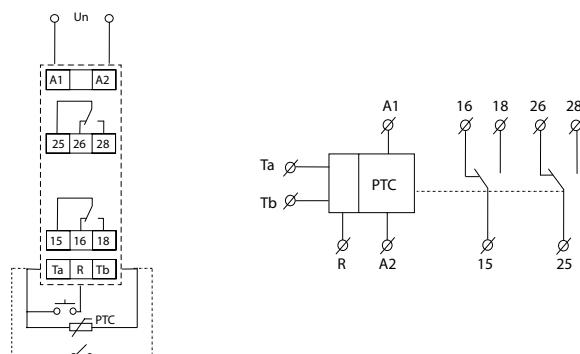 Un
A1 A2
25 26 28
15 16 18
Ta R Tb
PTC
A1 16 18 26 28
Ta
PTC
Tb
R A2 15 25